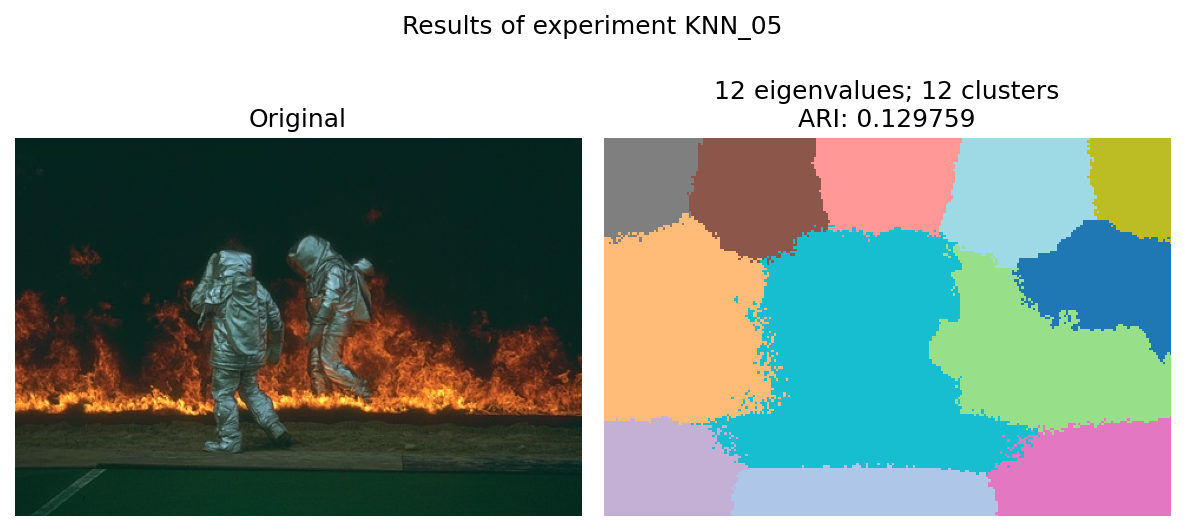 Results of experiment KNN_05
Original
12 eigenvalues; 12 clusters
ARI: 0.129759